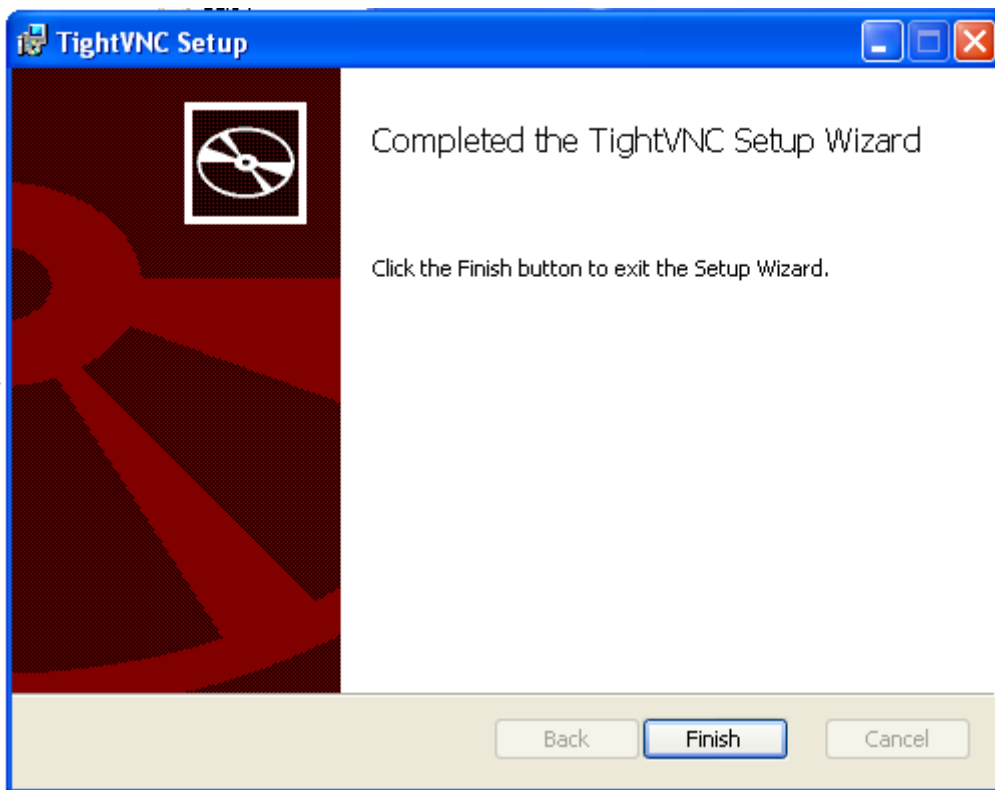 TightVNC Setup
Completed the TightVNC Setup Wizard
Click the Finish button to exit the Setup Wizard.
Back
Finish
Cancel